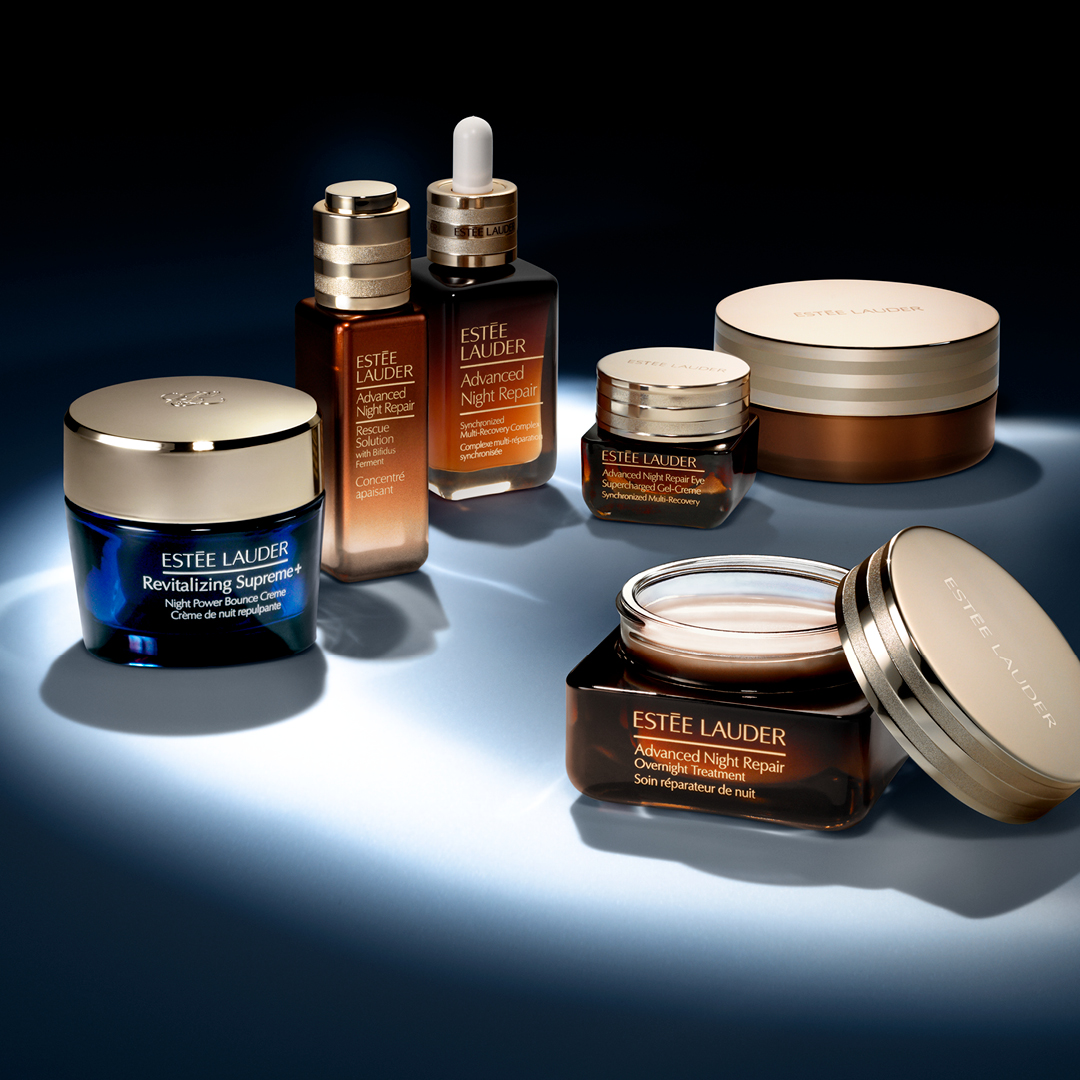 ESTĒE LAUDER
Revitalizing Supreme+
Night Power Bounce Creme
Crème de nuit repulpante
ESTĒE
LAUDER
Advanced
Night Repair
Rescue
Solution
with Bifidus
Ferment
Concentré
apaisant
ESTĒE LAUDER
ESTĒE
LAUDER
Advanced
Night Repair
Synchronized
Multi-Recovery Complex
Complexe multi-réparation
synchronisée
ESTĒE LAUDER
ESTĒE LAUDER
Advanced Night Repair Eye
Supercharged Gel-Creme
Synchronized Multi-Recovery
ESTĒE LAUDER
ESTĒE LAUDER
Advanced Night Repair
Overnight Treatment
Soin réparateur de nuit
ESTĒE LAUDER